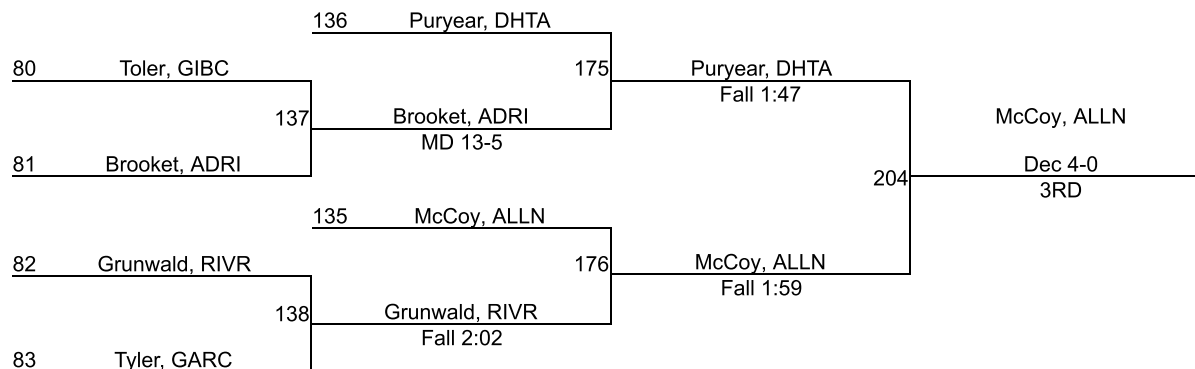 136 Puryear, DHTA
80 Toler, GIBC
175 Puryear, DHTA
Fall 1:47
137 Brooket, ADRI
MD 13-5
McCoy, ALLN
81 Brooket, ADRI
204 Dec 4-0
3RD
135 McCoy, ALLN
82 Grunwald, RIVR
176 McCoy, ALLN
Fall 1:59
138 Grunwald, RIVR
Fall 2:02
83 Tyler, GARC